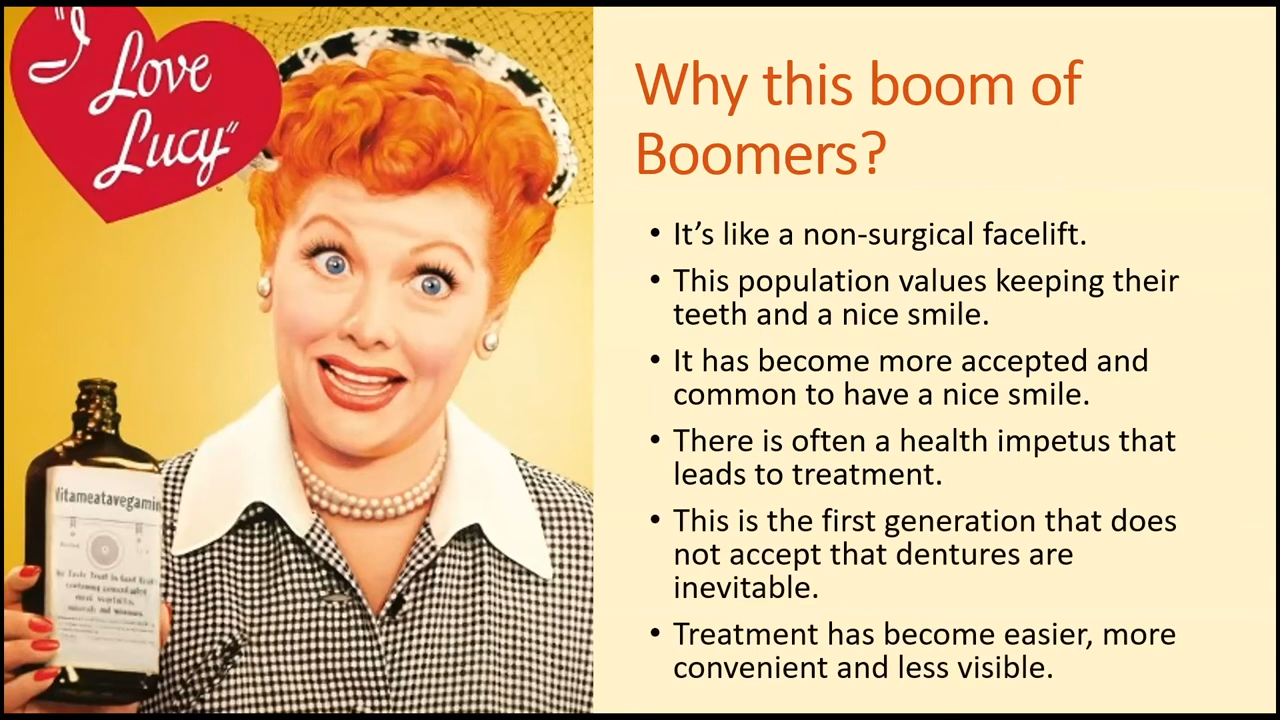 "I
Love
Lucy"
Vitameatavegamin
Why this boom of
Boomers?
• It's like a non-surgical facelift.
• This population values keeping their
teeth and a nice smile.
• It has become more accepted and
common to have a nice smile.
• There is often a health impetus that
leads to treatment.
• This is the first generation that does
not accept that dentures are
inevitable.
• Treatment has become easier, more
convenient and less visible.